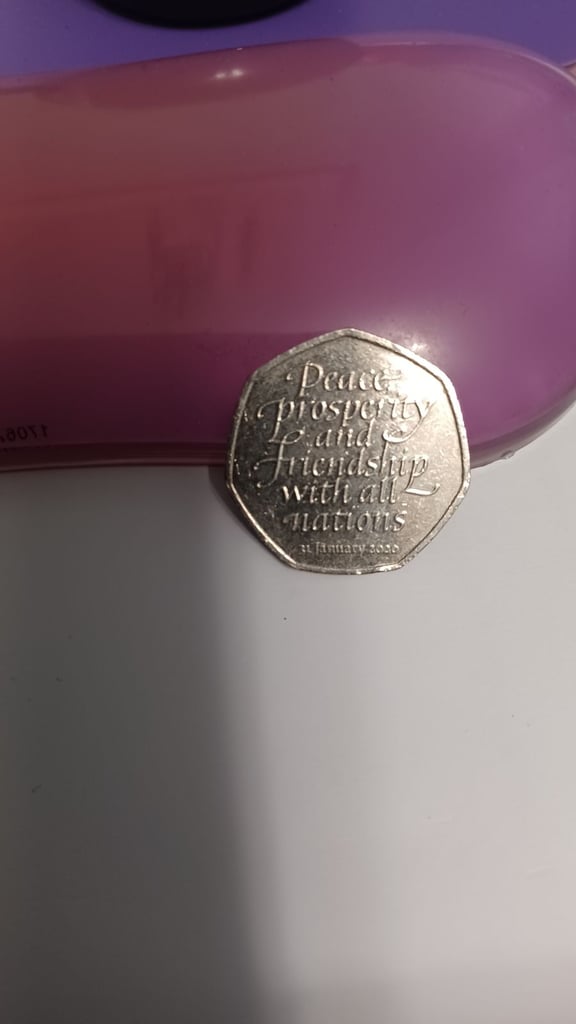 Peace
prosperity
and
friendship
with all
nations
31 January 2020